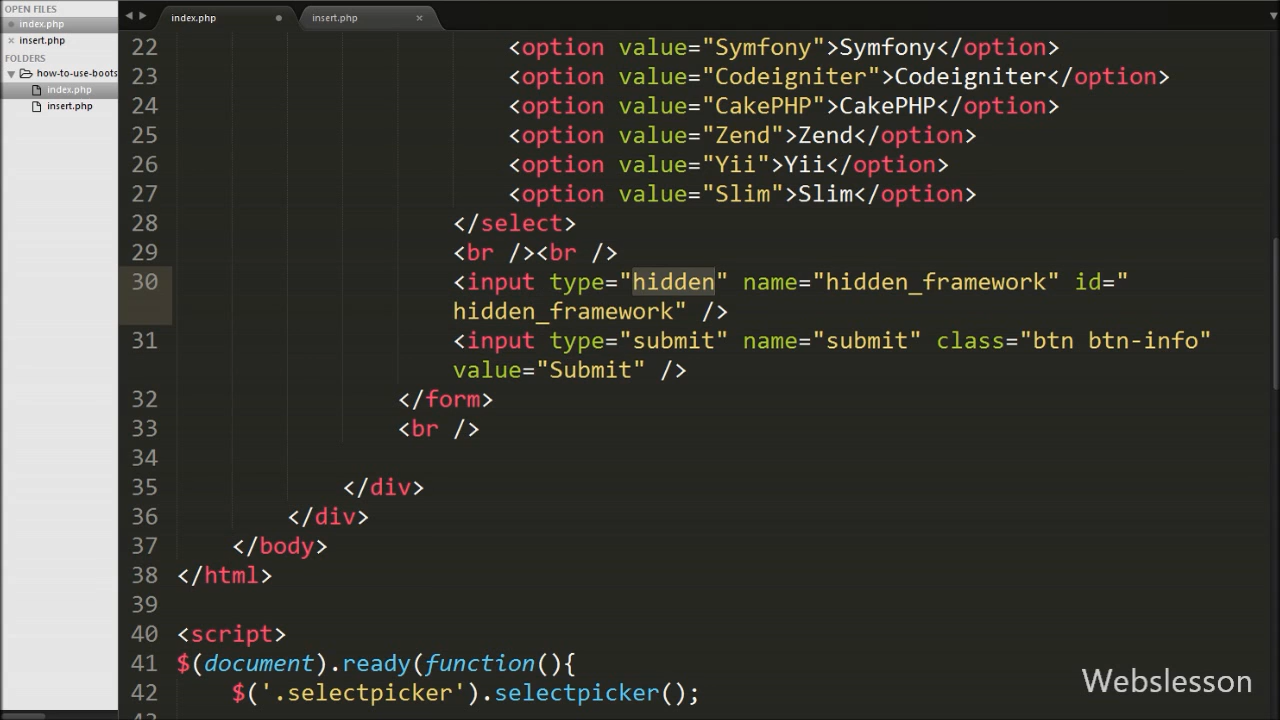 OPEN FILES
index.php
insert.php
FOLDERS
how-to-use-boots
index.php
insert.php
index.php
insert.php
22 <option value="Symfony">Symfony</option>
23 <option value="Codeigniter">Codeigniter</option>
24 <option value="CakePHP">CakePHP</option>
25 <option value="Zend">Zend</option>
26 <option value="Yii">Yii</option>
27 <option value="Slim">Slim</option>
28 </select>
29 <br /><br />
30 <input type="hidden" name="hidden_framework" id="
hidden_framework" />
31 <input type="submit" name="submit" class="btn btn-info"
value="Submit" />
32 </form>
33 <br />
34
35 </div>
36 </div>
37 </body>
38 </html>
39
40 <script>
41 $(document).ready(function(){
42 $('.selectpicker').selectpicker();
Webslesson